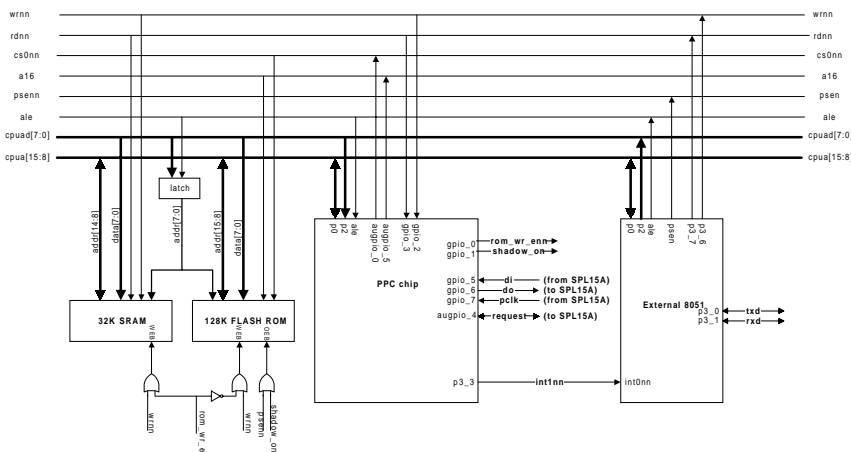 wrnn wrnn
rdnn rdnn
cs0nn cs0nn
a16 a16
psenn psen
ale ale
cpuad[7:0] cpuad[7:0]
cpua[15:8] cpua[15:8]
latch
addr[14:8]
data[7:0]
addr[7:0]
addr[15:8]
data[7:0]
p0
p2
ale
augpio_0
augpio_5
gpio_3
gpio_2
p0
p2
ale
psen
p3_7
p3_6
gpio_0 rom_wr_enn
gpio_1 shadow_on
PPC chip
gpio_5 di (from SPL15A)
gpio_6 do (to SPL15A)
gpio_7 pclk (from SPL15A)
augpio_4 request (to SPL15A)
External 8051
p3_0 txd
p3_1 rxd
32K SRAM
WEB
128K FLASH ROM
WEB
OEB
p3_3 int1nn int0nn
wrnn
rom_wr_e
wrnn
psenn
shadow_on